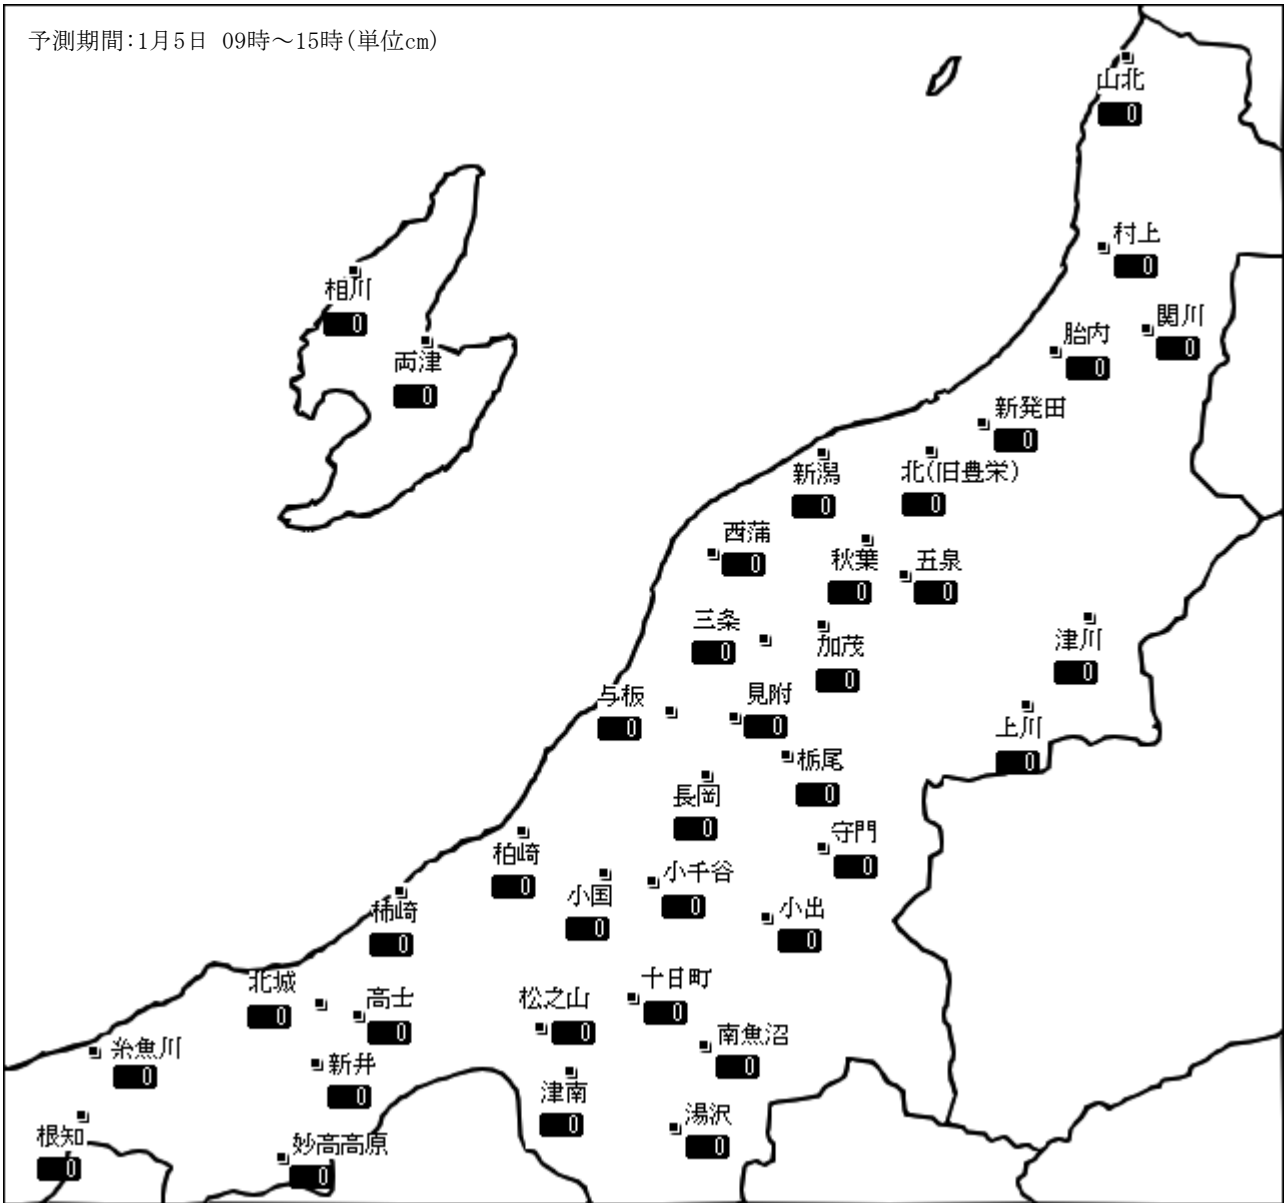 予測期間:1月5日 09時～15時(単位cm)
山北
0
村上
0
関川
0
胎内
0
相川
0
両津
0
新発田
0
新潟
0
北(旧豊栄)
0
西蒲
0
秋葉
0
五泉
0
三条
0
加茂
0
津川
0
与板
0
見附
0
上川
0
栃尾
0
長岡
0
守門
0
柏崎
0
小国
0
小千谷
0
小出
0
柿崎
0
北城
0
高士
0
松之山
0
十日町
0
南魚沼
0
糸魚川
0
新井
0
津南
0
湯沢
0
根知
0
妙高高原
0